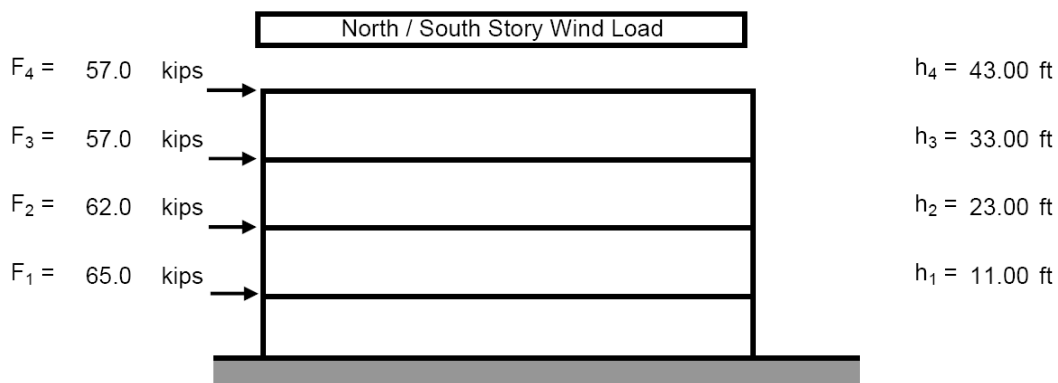 North / South Story Wind Load
F₄ = 57.0 kips h₄ = 43.00 ft
F₃ = 57.0 kips h₃ = 33.00 ft
F₂ = 62.0 kips h₂ = 23.00 ft
F₁ = 65.0 kips h₁ = 11.00 ft